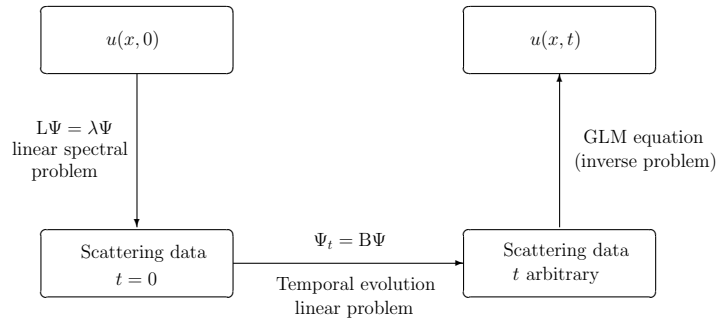 u(x, 0)
u(x, t)
LΨ = λΨ
linear spectral
problem
GLM equation
(inverse problem)
Scattering data
t = 0
Ψ_t = BΨ
Temporal evolution
linear problem
Scattering data
t arbitrary